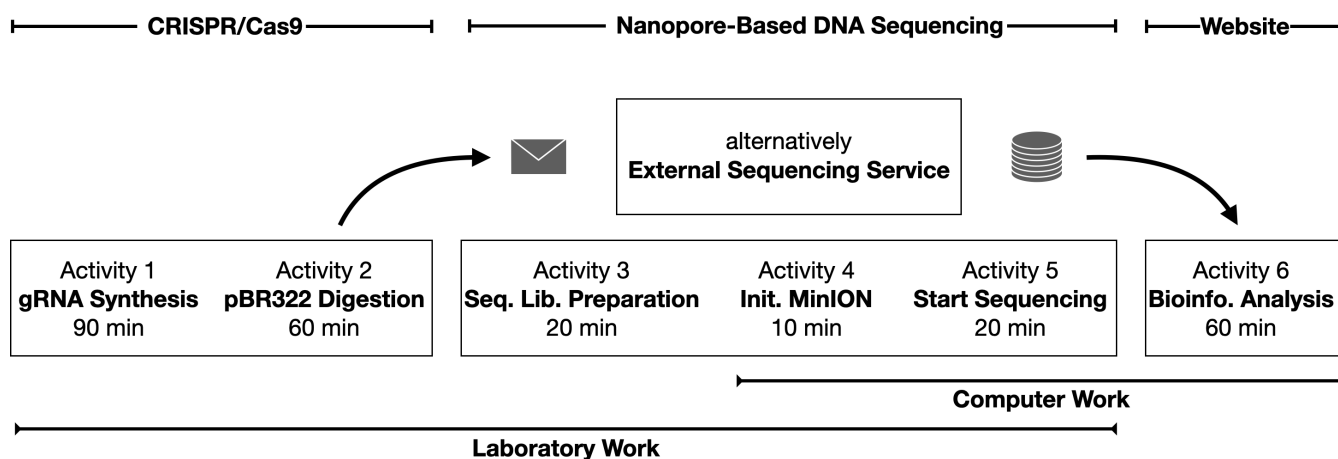 CRISPR/Cas9
Nanopore-Based DNA Sequencing
Website
alternatively
External Sequencing Service
Activity 1
gRNA Synthesis
90 min
Activity 2
pBR322 Digestion
60 min
Activity 3
Seq. Lib. Preparation
20 min
Activity 4
Init. MinION
10 min
Activity 5
Start Sequencing
20 min
Activity 6
Bioinfo. Analysis
60 min
Computer Work
Laboratory Work